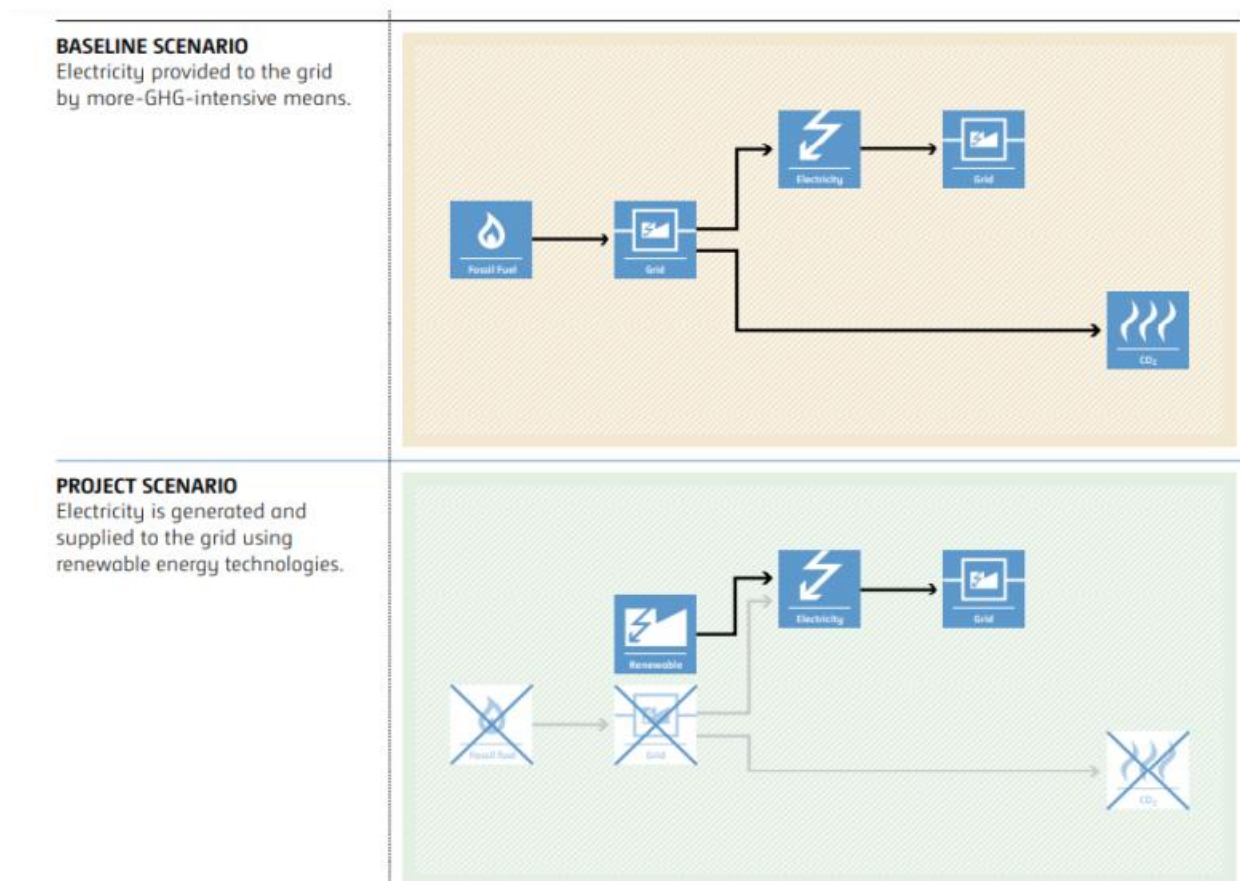 BASELINE SCENARIO
Electricity provided to the grid
by more-GHG-intensive means.
Electricity
Grid
Fossil Fuel
Grid
CO₂
PROJECT SCENARIO
Electricity is generated and
supplied to the grid using
renewable energy technologies.
Electricity
Grid
Renewable
Fossil Fuel
Grid
CO₂